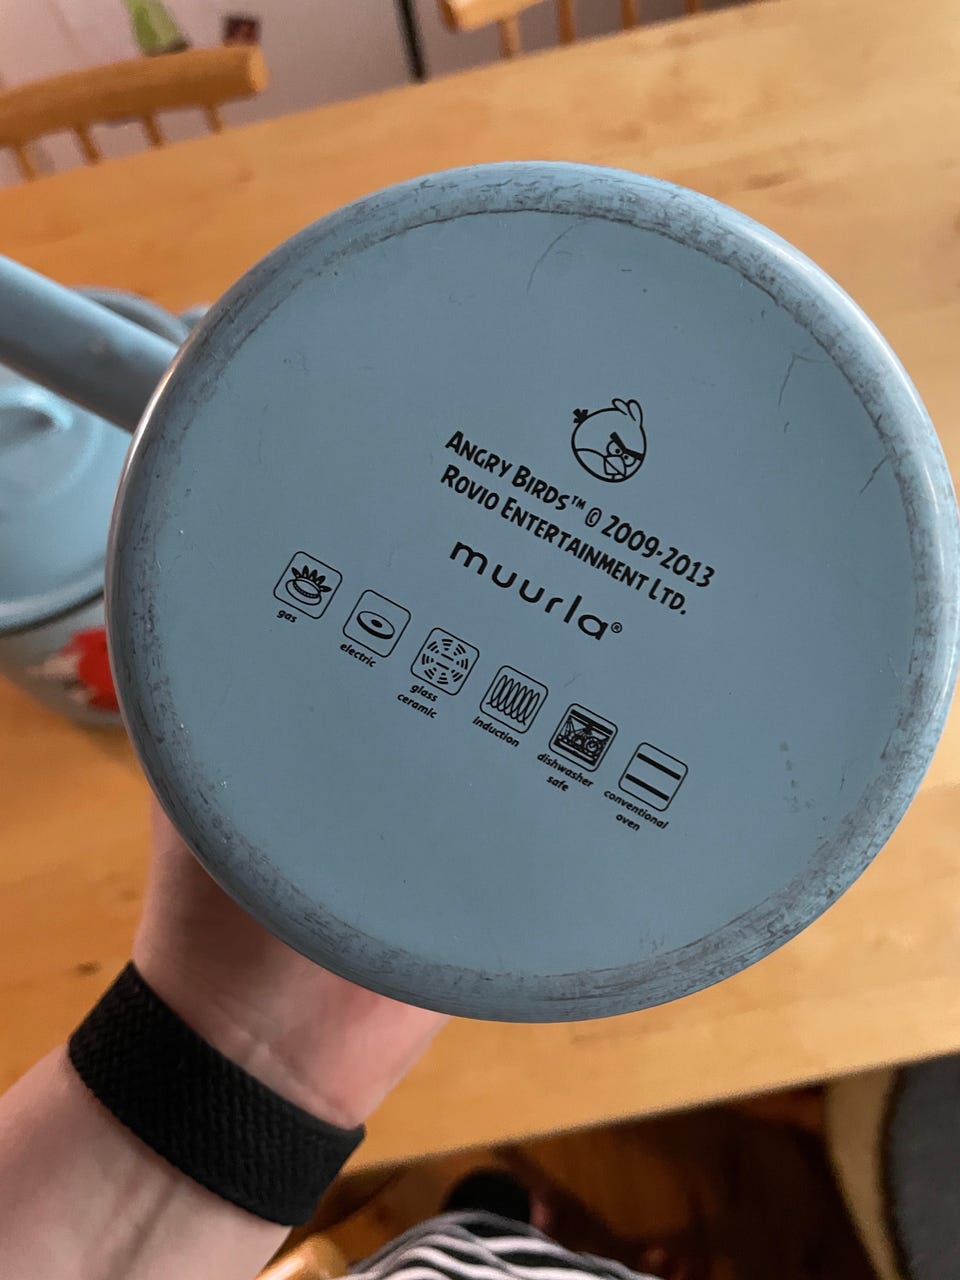 ANGRY BIRDS™ © 2009-2013
ROVIO ENTERTAINMENT LTD.
muurla®
gas
electric
glass
ceramic
induction
dishwasher
safe
conventional
oven